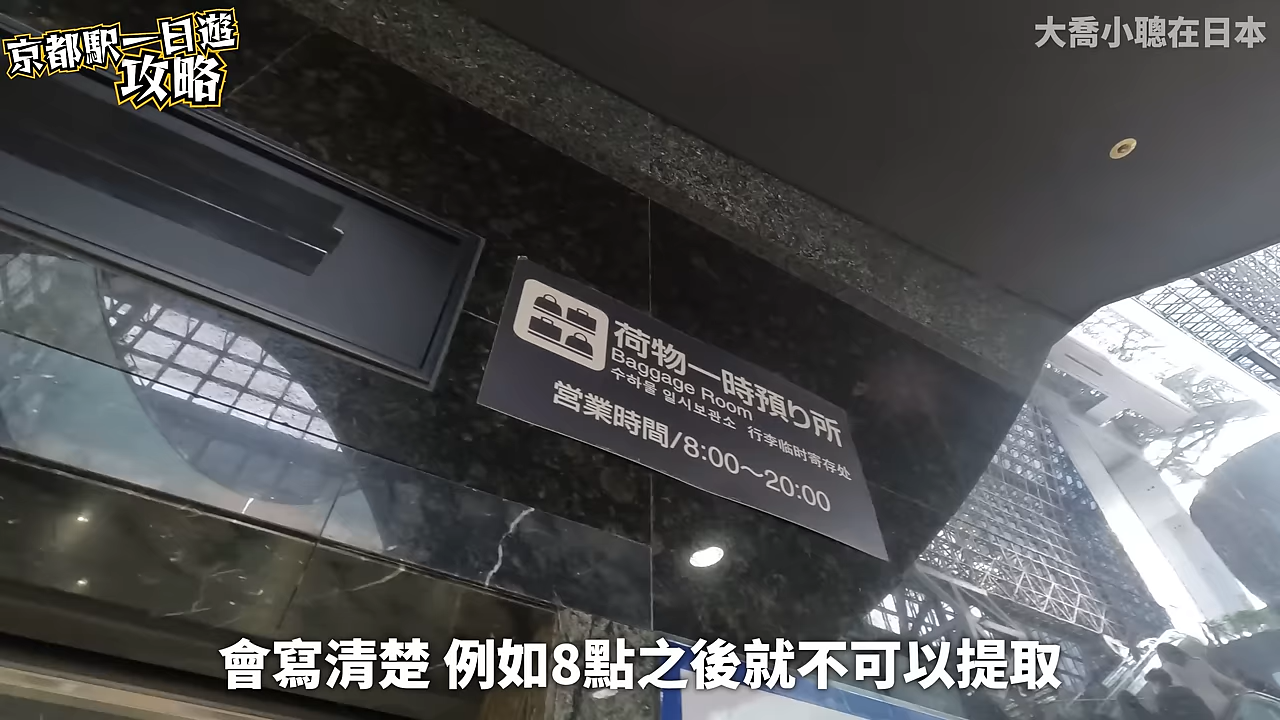 京都駅一日遊
攻略
大喬小聰在日本
荷物一時預り所
Baggage Room
수하물 일시보관소 行李临时寄存处
営業時間/8:00～20:00
會寫清楚 例如8點之後就不可以提取